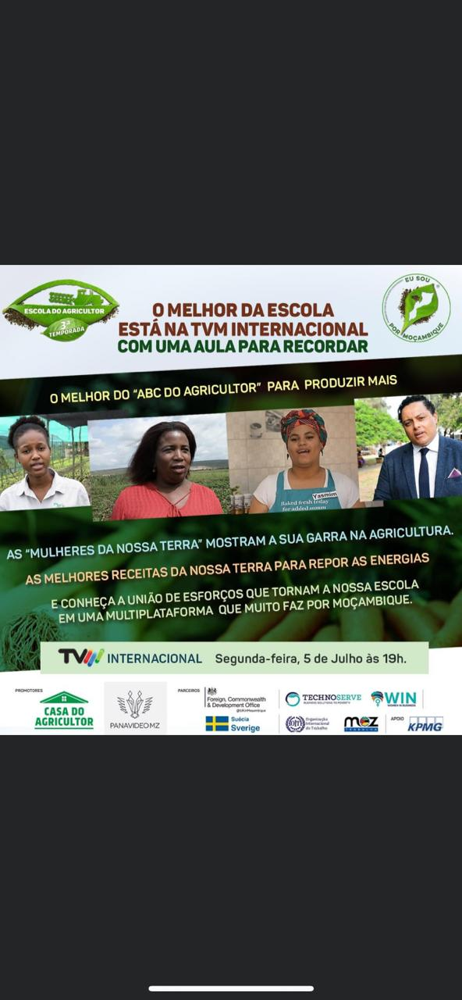 ESCOLA DO AGRICULTOR
3ª
TEMPORADA
O MELHOR DA ESCOLA
ESTÁ NA TVM INTERNACIONAL
COM UMA AULA PARA RECORDAR
EU SOU
POR MOÇAMBIQUE
O MELHOR DO “ABC DO AGRICULTOR” PARA PRODUZIR MAIS
Yasmim
Baked fresh today
for added mmm
AS “MULHERES DA NOSSA TERRA” MOSTRAM A SUA GARRA NA AGRICULTURA.
AS MELHORES RECEITAS DA NOSSA TERRA PARA REPOR AS ENERGIAS
E CONHEÇA A UNIÃO DE ESFORÇOS QUE TORNAM A NOSSA ESCOLA
EM UMA MULTIPLATAFORMA QUE MUITO FAZ POR MOÇAMBIQUE.
TVM INTERNACIONAL Segunda-feira, 5 de Julho às 19h.
PROMOTORES
CASA DO
AGRICULTOR
PANAVIDEO MZ
PARCEIROS
Foreign, Commonwealth
& Development Office
@UKinMozambique
TECHNOSERVE
BUSINESS SOLUTIONS TO POVERTY
WIN
WOMEN IN BUSINESS
Suécia
Sverige
Organização
Internacional
do Trabalho
MOZ
TRABALHA
APOIO
KPMG